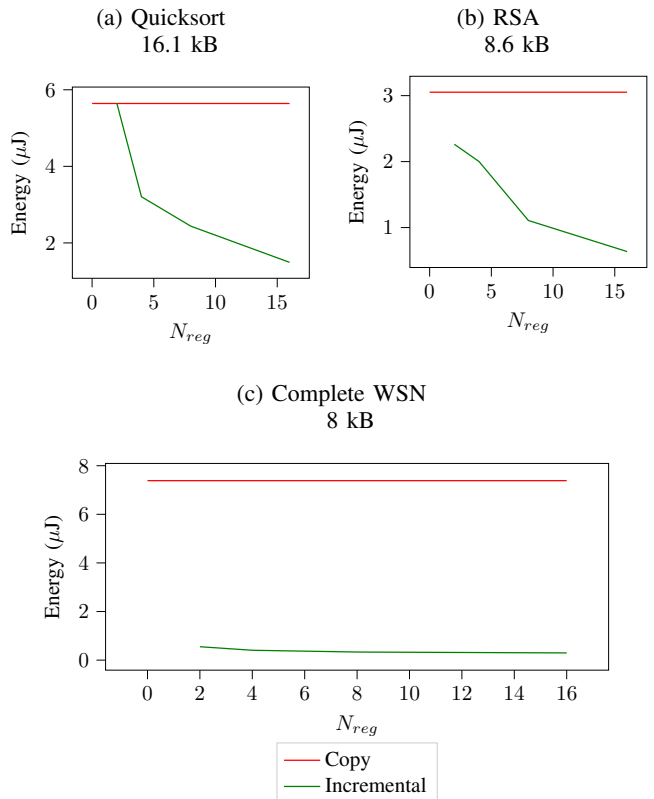 (a) Quicksort
16.1 kB
6
4
2
Energy (μJ)
0 5 10 15
N_reg
(b) RSA
8.6 kB
3
2
1
Energy (μJ)
0 5 10 15
N_reg
(c) Complete WSN
8 kB
8
6
4
2
0
Energy (μJ)
0 2 4 6 8 10 12 14 16
N_reg
Copy
Incremental